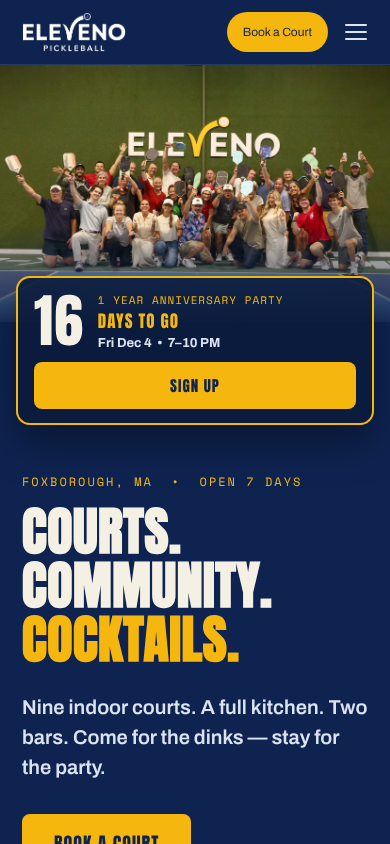 ELEVENO
PICKLEBALL
Book a Court
ELEVENO
16
1 YEAR ANNIVERSARY PARTY
DAYS TO GO
Fri Dec 4 • 7–10 PM
SIGN UP
FOXBOROUGH, MA • OPEN 7 DAYS
COURTS.
COMMUNITY.
COCKTAILS.
Nine indoor courts. A full kitchen. Two
bars. Come for the dinks — stay for
the party.
BOOK A COURT